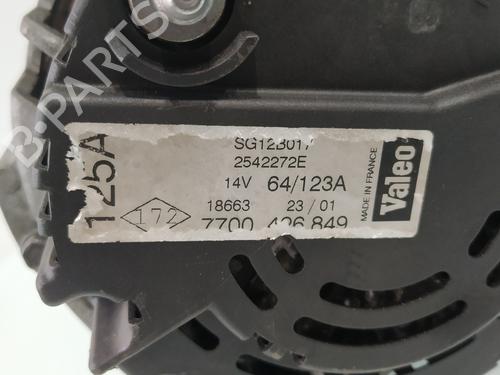 B-PARTS
125A
SG12B017
2542272E
14V 64/123A
172 18663 23/01
7700 426 849
MADE IN FRANCE
Valeo